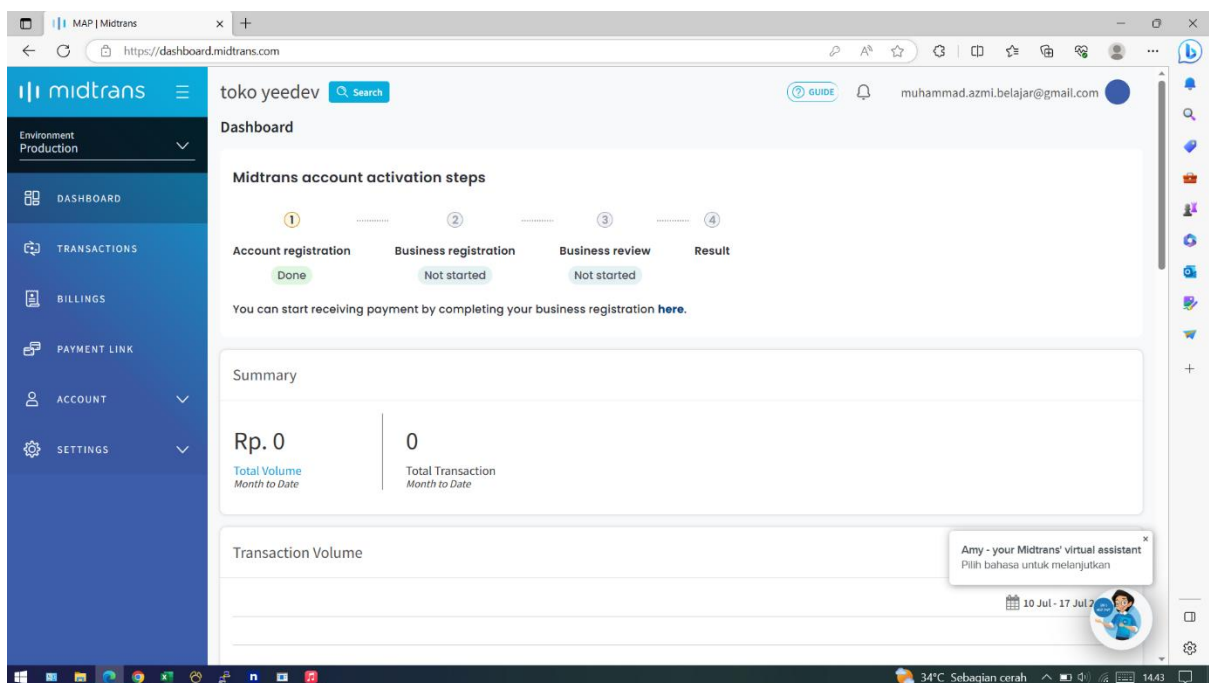 MAP | Midtrans
https://dashboard.midtrans.com
midtrans
toko yeedev Search
GUIDE
muhammad.azmi.belajar@gmail.com
Environment
Production
DASHBOARD
TRANSACTIONS
BILLINGS
PAYMENT LINK
ACCOUNT
SETTINGS
Dashboard
Midtrans account activation steps
1 2 3 4
Account registration Business registration Business review Result
Done Not started Not started
You can start receiving payment by completing your business registration here.
Summary
Rp. 0 0
Total Volume Total Transaction
Month to Date Month to Date
Transaction Volume
Amy - your Midtrans' virtual assistant
Pilih bahasa untuk melanjutkan
10 Jul - 17 Jul
34°C Sebagian cerah
14.43